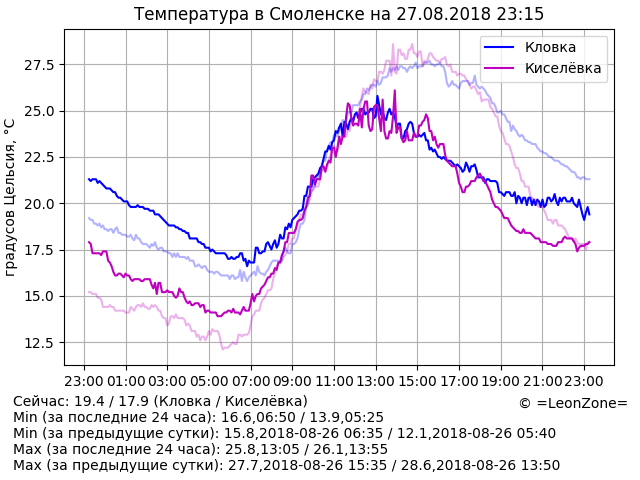 Температура в Смоленске на 27.08.2018 23:15
Кловка
Киселёвка
градусов Цельсия, °C
27.5
25.0
22.5
20.0
17.5
15.0
12.5
23:00 01:00 03:00 05:00 07:00 09:00 11:00 13:00 15:00 17:00 19:00 21:00 23:00
Сейчас: 19.4 / 17.9 (Кловка / Киселёвка)
© =LeonZone=
Min (за последние 24 часа): 16.6,06:50 / 13.9,05:25
Min (за предыдущие сутки): 15.8,2018-08-26 06:35 / 12.1,2018-08-26 05:40
Max (за последние 24 часа): 25.8,13:05 / 26.1,13:55
Max (за предыдущие сутки): 27.7,2018-08-26 15:35 / 28.6,2018-08-26 13:50